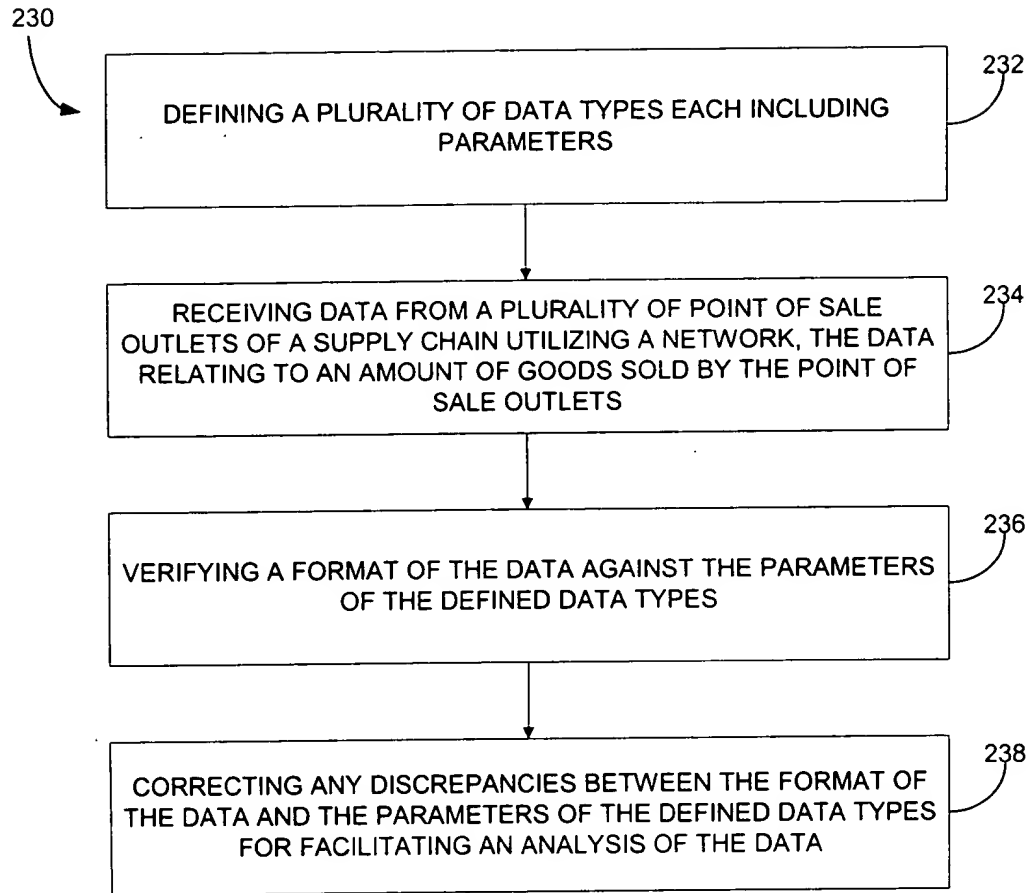 230
232
DEFINING A PLURALITY OF DATA TYPES EACH INCLUDING
PARAMETERS
234
RECEIVING DATA FROM A PLURALITY OF POINT OF SALE
OUTLETS OF A SUPPLY CHAIN UTILIZING A NETWORK, THE DATA
RELATING TO AN AMOUNT OF GOODS SOLD BY THE POINT OF
SALE OUTLETS
236
VERIFYING A FORMAT OF THE DATA AGAINST THE PARAMETERS
OF THE DEFINED DATA TYPES
238
CORRECTING ANY DISCREPANCIES BETWEEN THE FORMAT OF
THE DATA AND THE PARAMETERS OF THE DEFINED DATA TYPES
FOR FACILITATING AN ANALYSIS OF THE DATA